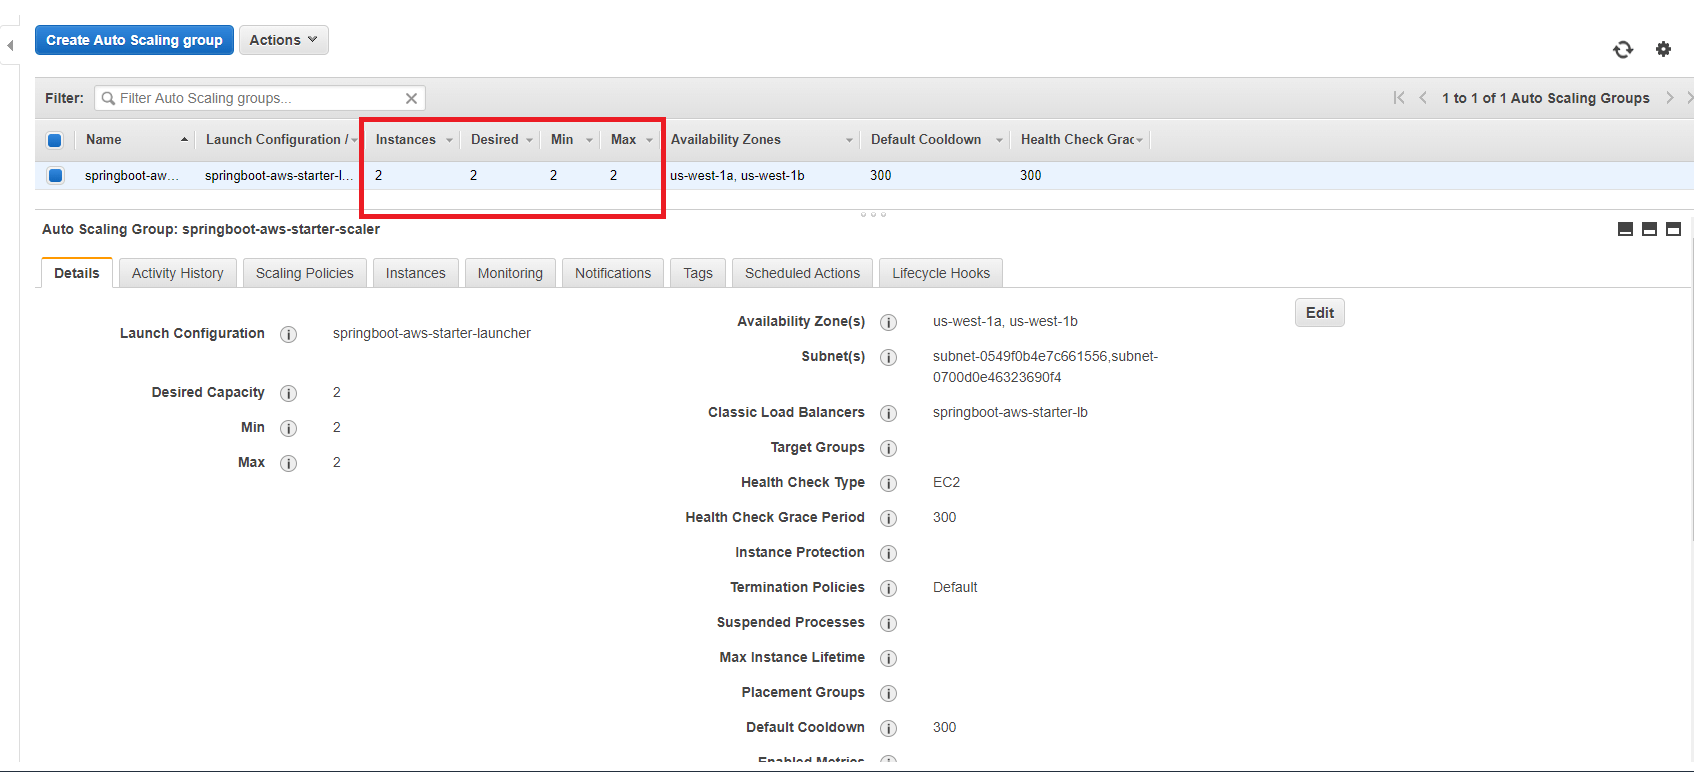 Create Auto Scaling group Actions
Filter: Filter Auto Scaling groups... 1 to 1 of 1 Auto Scaling Groups
Name Launch Configuration / Instances Desired Min Max Availability Zones Default Cooldown Health Check Grac
springboot-aw... springboot-aws-starter-l... 2 2 2 2 us-west-1a, us-west-1b 300 300
Auto Scaling Group: springboot-aws-starter-scaler
Details Activity History Scaling Policies Instances Monitoring Notifications Tags Scheduled Actions Lifecycle Hooks
Edit
Launch Configuration springboot-aws-starter-launcher
Desired Capacity 2
Min 2
Max 2
Availability Zone(s) us-west-1a, us-west-1b
Subnet(s) subnet-0549f0b4e7c661556,subnet-
0700d0e46323690f4
Classic Load Balancers springboot-aws-starter-lb
Target Groups
Health Check Type EC2
Health Check Grace Period 300
Instance Protection
Termination Policies Default
Suspended Processes
Max Instance Lifetime
Placement Groups
Default Cooldown 300
Enabled Metrics